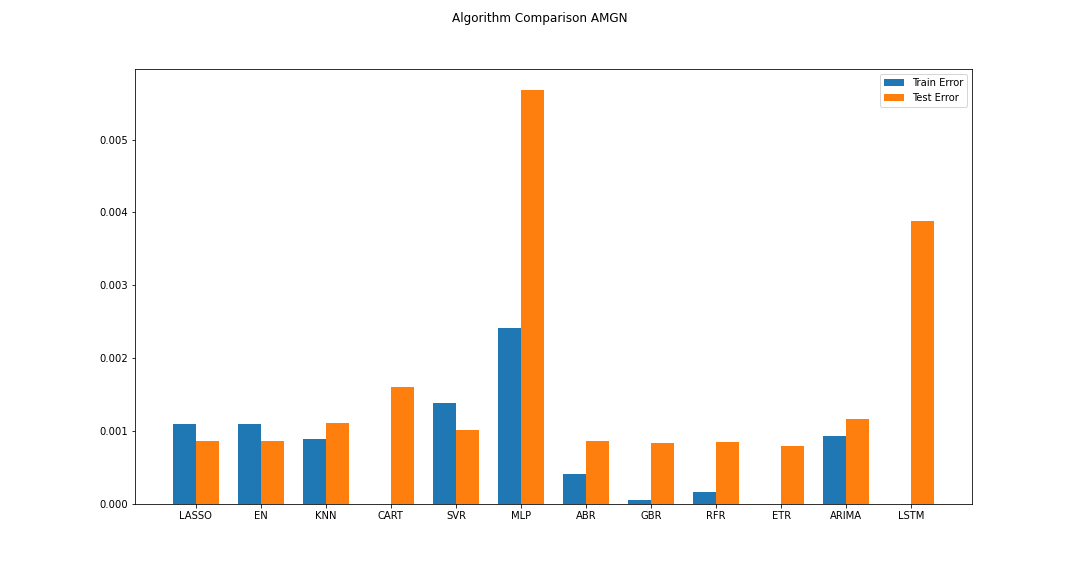 Algorithm Comparison AMGN
Train Error
Test Error
0.005
0.004
0.003
0.002
0.001
0.000
LASSO EN KNN CART SVR MLP ABR GBR RFR ETR ARIMA LSTM